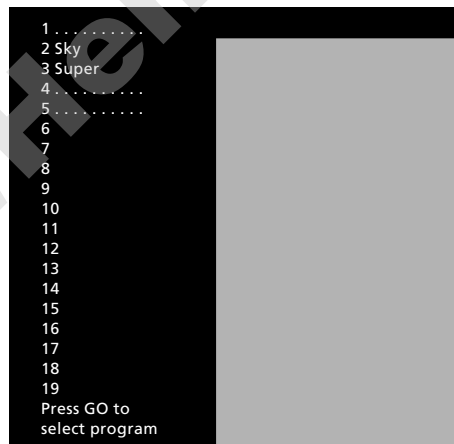 1 . . . . . . . . . .
2 Sky
3 Super
4 . . . . . . . . . .
5 . . . . . . . . . .
6
7
8
9
10
11
12
13
14
15
16
17
18
19
Press GO to
select program